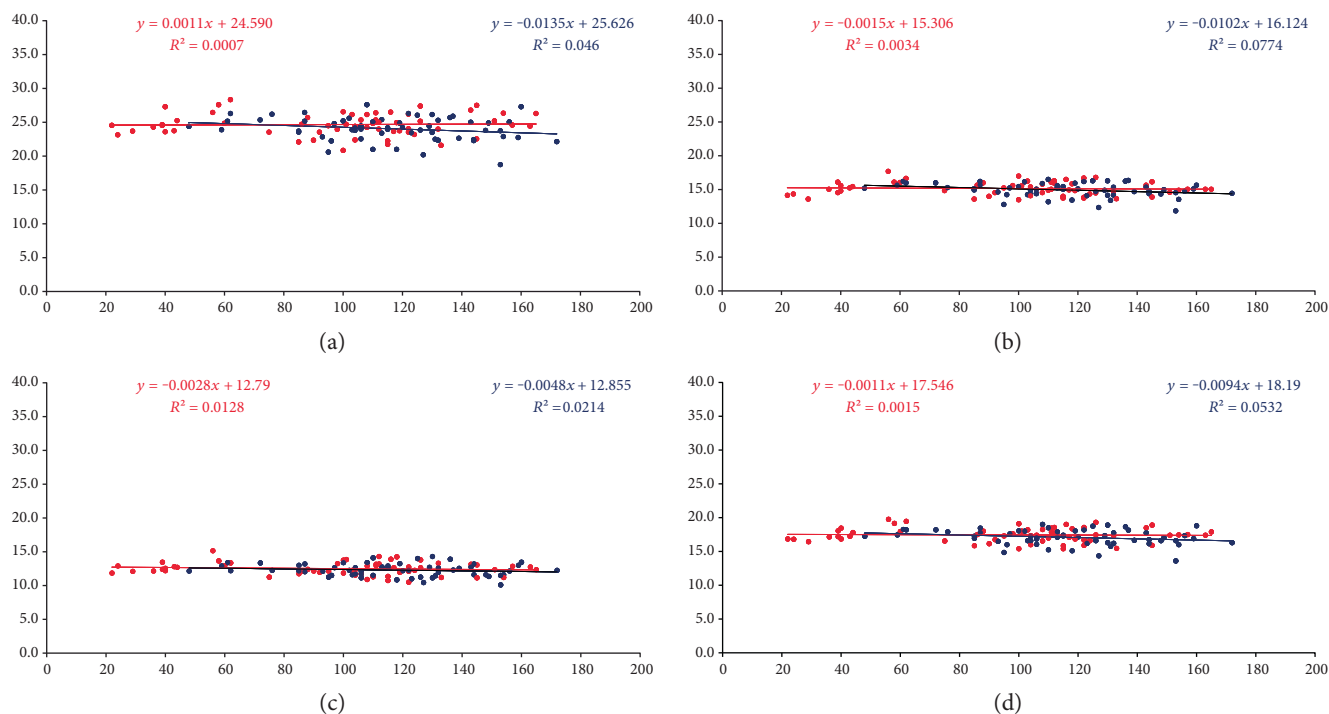 y = 0.0011x + 24.590
R² = 0.0007
y = −0.0135x + 25.626
R² = 0.046
40.0
35.0
30.0
25.0
20.0
15.0
10.0
5.0
0.0
0 20 40 60 80 100 120 140 160 180 200
(a)
y = −0.0015x + 15.306
R² = 0.0034
y = −0.0102x + 16.124
R² = 0.0774
40.0
35.0
30.0
25.0
20.0
15.0
10.0
5.0
0.0
0 20 40 60 80 100 120 140 160 180 200
(b)
y = −0.0028x + 12.79
R² = 0.0128
y = −0.0048x + 12.855
R² = 0.0214
40.0
35.0
30.0
25.0
20.0
15.0
10.0
5.0
0.0
0 20 40 60 80 100 120 140 160 180 200
(c)
y = −0.0011x + 17.546
R² = 0.0015
y = −0.0094x + 18.19
R² = 0.0532
40.0
35.0
30.0
25.0
20.0
15.0
10.0
5.0
0.0
0 20 40 60 80 100 120 140 160 180 200
(d)